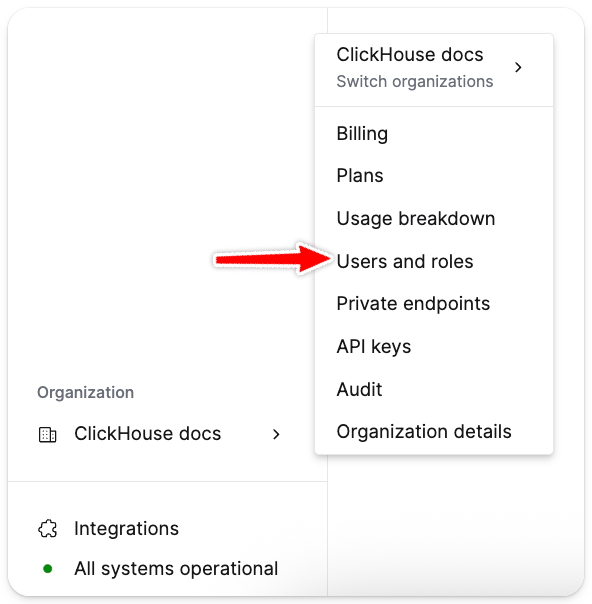 ClickHouse docs
Switch organizations
Billing
Plans
Usage breakdown
Users and roles
Private endpoints
API keys
Audit
Organization details
Organization
ClickHouse docs
Integrations
All systems operational